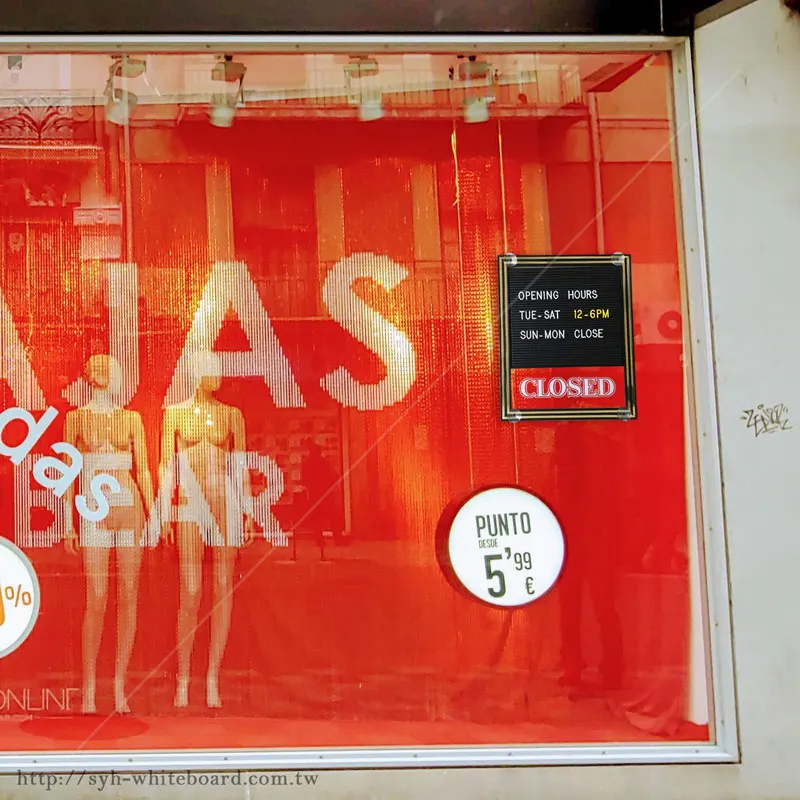 AJAS
das
BEAR
OPENING HOURS
TUE-SAT 12-6PM
SUN-MON CLOSE
CLOSED
PUNTO
DESDE
5'99
€
%
ONLINE
http://syh-whiteboard.com.tw